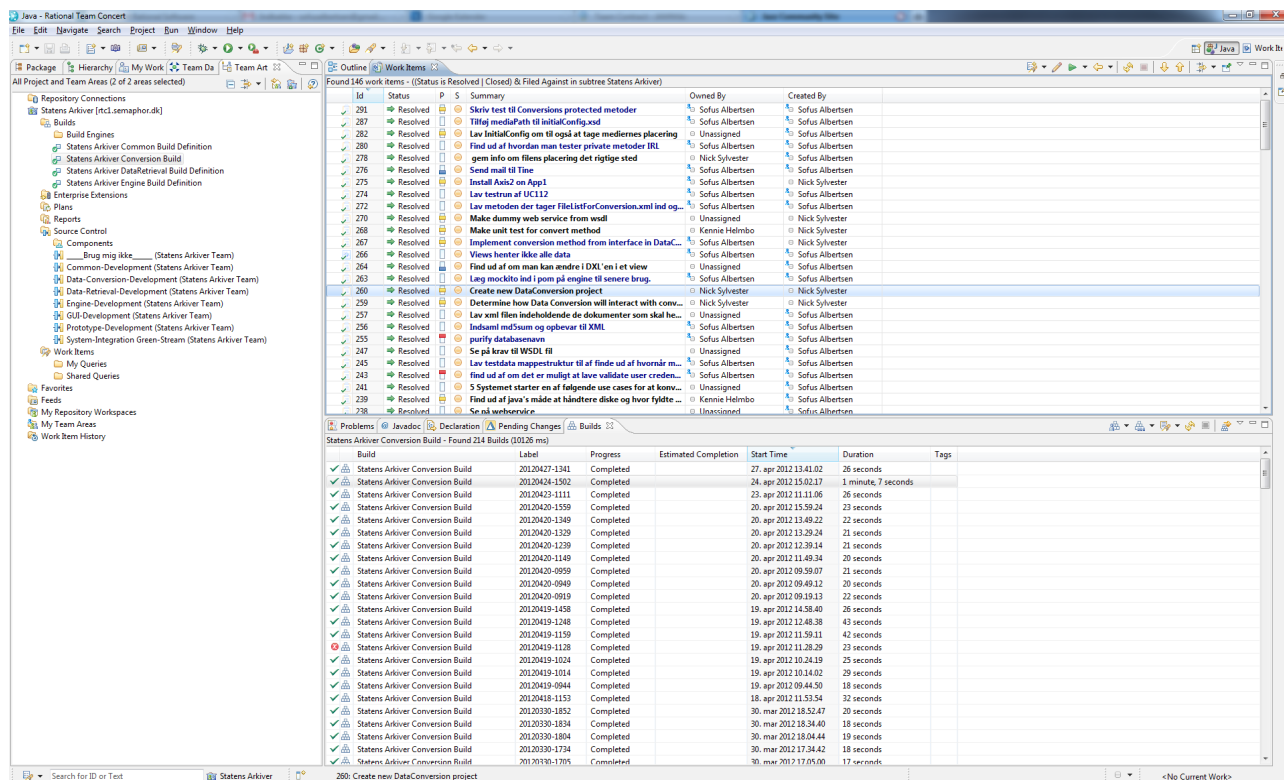 Java - Rational Team Concert
File Edit Navigate Search Project Run Window Help
Java Work Ite
Package Hierarchy My Work Team Da Team Art
All Project and Team Areas (2 of 2 areas selected)
Repository Connections
Statens Arkiver [rtc1.semaphor.dk]
Builds
Build Engines
Statens Arkiver Common Build Definition
Statens Arkiver Conversion Build
Statens Arkiver DataRetrieval Build Definition
Statens Arkiver Engine Build Definition
Enterprise Extensions
Plans
Reports
Source Control
Components
____Brug mig ikke_____ (Statens Arkiver Team)
Common-Development (Statens Arkiver Team)
Data-Conversion-Development (Statens Arkiver Team)
Data-Retrieval-Development (Statens Arkiver Team)
Engine-Development (Statens Arkiver Team)
GUI-Development (Statens Arkiver Team)
Prototype-Development (Statens Arkiver Team)
System-Integration Green-Stream (Statens Arkiver Team)
Work Items
My Queries
Shared Queries
Favorites
Feeds
My Repository Workspaces
My Team Areas
Work Item History
Outline Work Items
Found 146 work items - ((Status is Resolved | Closed) & Filed Against in subtree Statens Arkiver)
Id Status P S Summary Owned By Created By
291 Resolved Skriv test til Conversions protected metoder Sofus Albertsen Sofus Albertsen
287 Resolved Tilføj mediaPath til initialConfig.xsd Sofus Albertsen Sofus Albertsen
282 Resolved Lav InitialConfig om til også at tage mediernes placering Unassigned Sofus Albertsen
280 Resolved Find ud af hvordan man tester private metoder IRL Sofus Albertsen Sofus Albertsen
278 Resolved gem info om filens placering det rigtige sted Nick Sylvester Sofus Albertsen
276 Resolved Send mail til Tine Sofus Albertsen Sofus Albertsen
275 Resolved Install Axis2 on App1 Sofus Albertsen Nick Sylvester
274 Resolved Lav testrun af UC112 Sofus Albertsen Sofus Albertsen
272 Resolved Lav metoden der tager FileListForConversion.xml ind og... Sofus Albertsen Sofus Albertsen
270 Resolved Make dummy web service from wsdl Unassigned Nick Sylvester
268 Resolved Make unit test for convert method Kennie Helmbo Nick Sylvester
267 Resolved Implement conversion method from interface in DataC... Sofus Albertsen Nick Sylvester
266 Resolved Views henter ikke alle data Sofus Albertsen Sofus Albertsen
264 Resolved Find ud af om man kan ændre i DXL'en i et view Unassigned Sofus Albertsen
263 Resolved Læg mockito ind i pom på engine til senere brug. Sofus Albertsen Sofus Albertsen
260 Resolved Create new DataConversion project Nick Sylvester Nick Sylvester
259 Resolved Determine how Data Conversion will interact with conv... Nick Sylvester Nick Sylvester
257 Resolved Lav xml filen indeholdende de dokumenter som skal he... Unassigned Sofus Albertsen
256 Resolved Indsaml md5sum og opbevar til XML Sofus Albertsen Sofus Albertsen
255 Resolved purify databasenavn Sofus Albertsen Sofus Albertsen
247 Resolved Se på krav til WSDL fil Unassigned Sofus Albertsen
245 Resolved Lav testdata mappestruktur til af finde ud af hvornår m... Sofus Albertsen Sofus Albertsen
243 Resolved find ud af om det er muligt at lave validate user creden... Sofus Albertsen Sofus Albertsen
241 Resolved 5 Systemet starter en af følgende use cases for at konv... Unassigned Sofus Albertsen
239 Resolved Find ud af java's måde at håndtere diske og hvor fyldte ... Kennie Helmbo Sofus Albertsen
238 Resolved Se på webservice Unassigned Sofus Albertsen
Problems Javadoc Declaration Pending Changes Builds
Statens Arkiver Conversion Build - Found 214 Builds (10126 ms)
Build Label Progress Estimated Completion Start Time Duration Tags
Statens Arkiver Conversion Build 20120427-1341 Completed 27. apr 2012 13.41.02 26 seconds
Statens Arkiver Conversion Build 20120424-1502 Completed 24. apr 2012 15.02.17 1 minute, 7 seconds
Statens Arkiver Conversion Build 20120423-1111 Completed 23. apr 2012 11.11.06 26 seconds
Statens Arkiver Conversion Build 20120420-1559 Completed 20. apr 2012 15.59.24 23 seconds
Statens Arkiver Conversion Build 20120420-1349 Completed 20. apr 2012 13.49.22 22 seconds
Statens Arkiver Conversion Build 20120420-1329 Completed 20. apr 2012 13.29.24 21 seconds
Statens Arkiver Conversion Build 20120420-1239 Completed 20. apr 2012 12.39.14 21 seconds
Statens Arkiver Conversion Build 20120420-1149 Completed 20. apr 2012 11.49.34 20 seconds
Statens Arkiver Conversion Build 20120420-0959 Completed 20. apr 2012 09.59.07 21 seconds
Statens Arkiver Conversion Build 20120420-0949 Completed 20. apr 2012 09.49.12 20 seconds
Statens Arkiver Conversion Build 20120420-0919 Completed 20. apr 2012 09.19.13 22 seconds
Statens Arkiver Conversion Build 20120419-1458 Completed 19. apr 2012 14.58.40 26 seconds
Statens Arkiver Conversion Build 20120419-1248 Completed 19. apr 2012 12.48.38 43 seconds
Statens Arkiver Conversion Build 20120419-1159 Completed 19. apr 2012 11.59.11 42 seconds
Statens Arkiver Conversion Build 20120419-1128 Completed 19. apr 2012 11.28.29 23 seconds
Statens Arkiver Conversion Build 20120419-1024 Completed 19. apr 2012 10.24.19 25 seconds
Statens Arkiver Conversion Build 20120419-1014 Completed 19. apr 2012 10.14.02 29 seconds
Statens Arkiver Conversion Build 20120419-0944 Completed 19. apr 2012 09.44.50 18 seconds
Statens Arkiver Conversion Build 20120418-1153 Completed 18. apr 2012 11.53.54 32 seconds
Statens Arkiver Conversion Build 20120330-1852 Completed 30. mar 2012 18.52.47 20 seconds
Statens Arkiver Conversion Build 20120330-1834 Completed 30. mar 2012 18.34.40 18 seconds
Statens Arkiver Conversion Build 20120330-1804 Completed 30. mar 2012 18.04.44 19 seconds
Statens Arkiver Conversion Build 20120330-1734 Completed 30. mar 2012 17.34.42 18 seconds
Statens Arkiver Conversion Build 20120330-1705 Completed 30. mar 2012 17.05.00 17 seconds
Search for ID or Text Statens Arkiver 260: Create new DataConversion project <No Current Work>